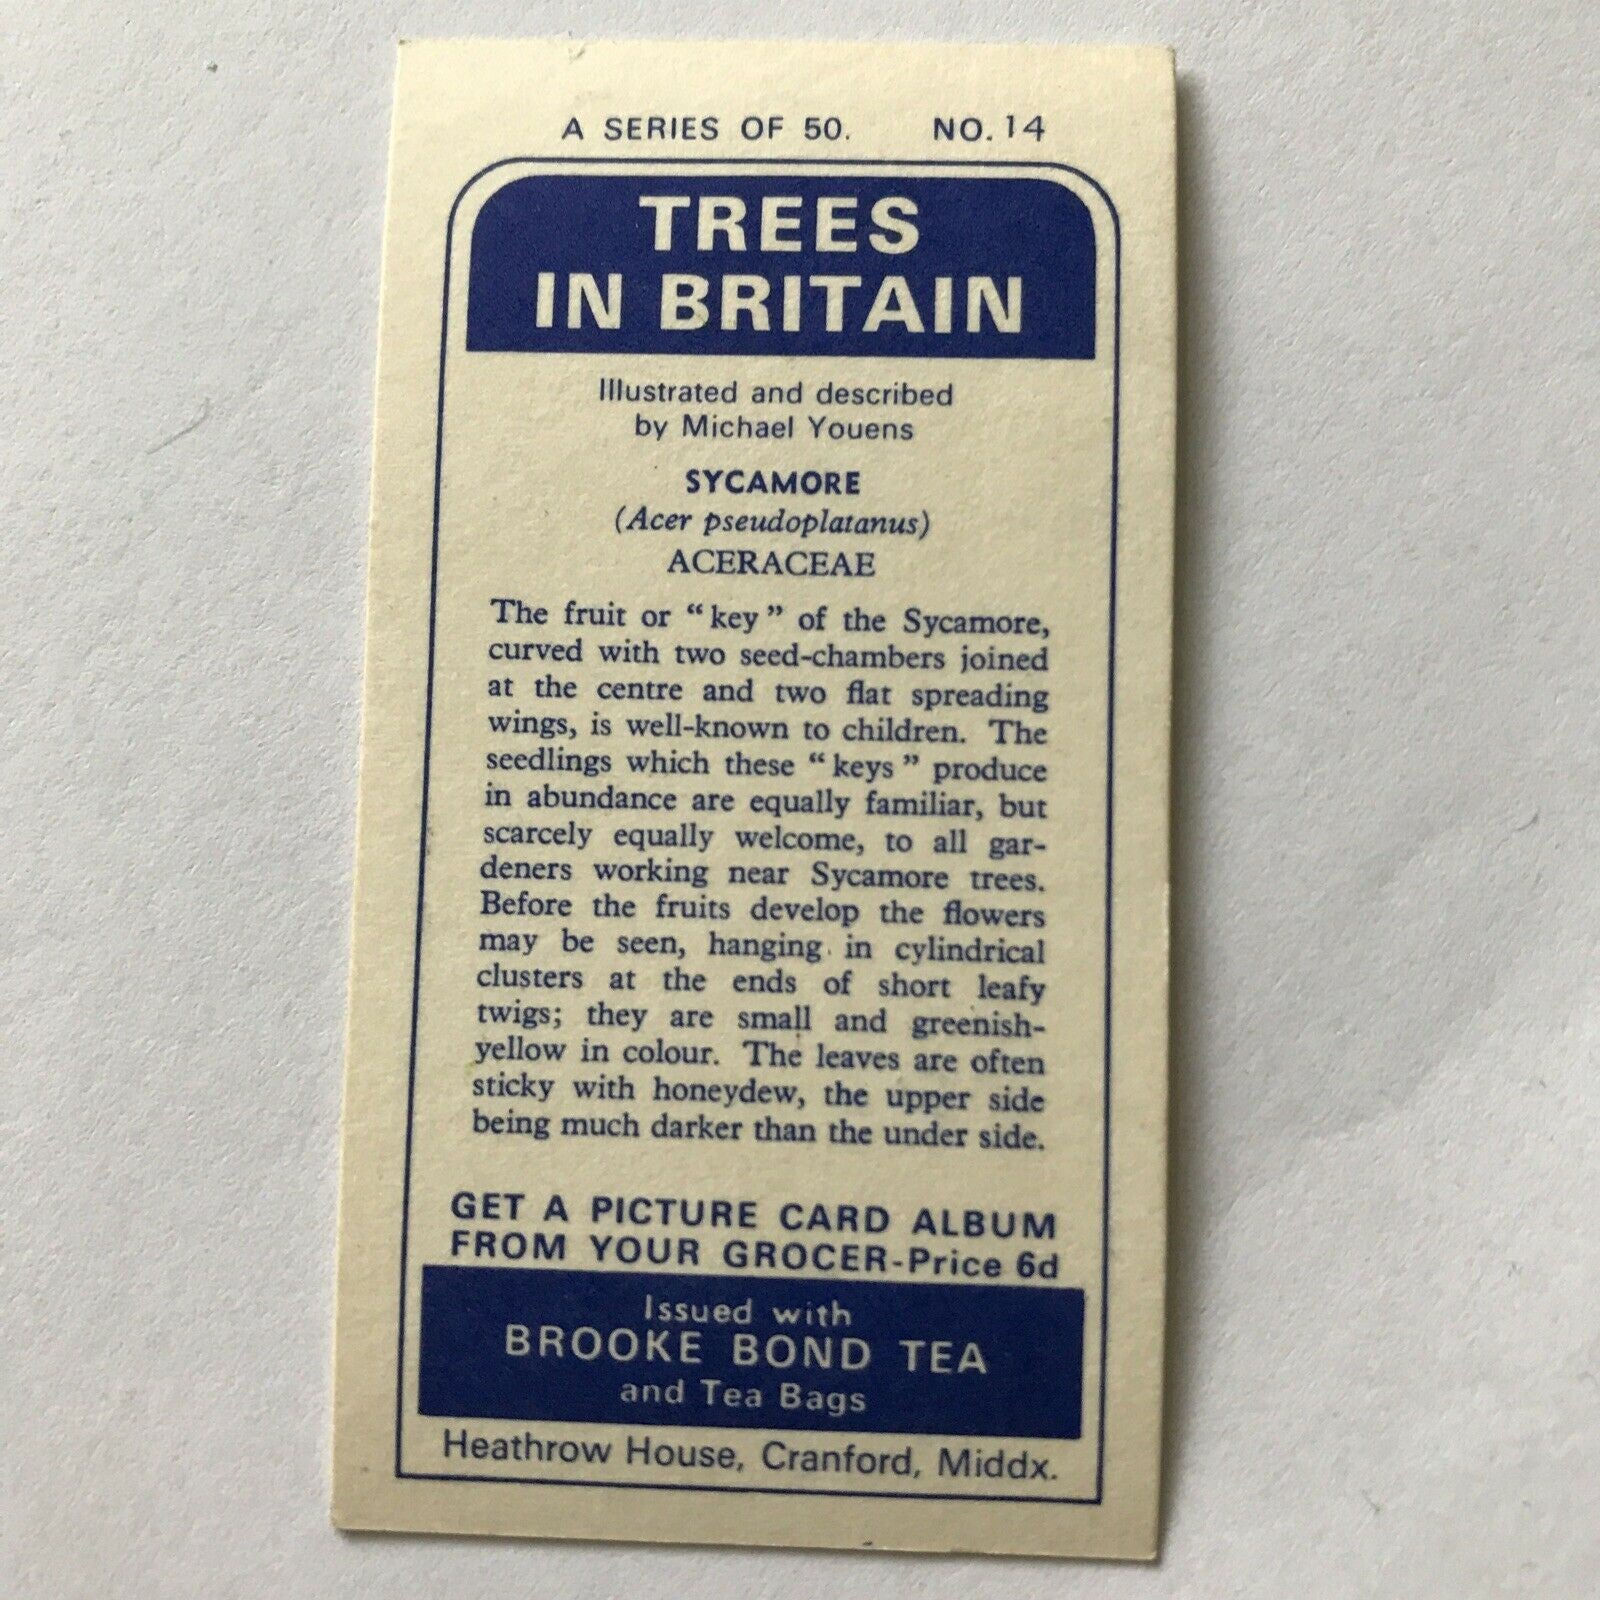 A SERIES OF 50. NO. 14
TREES
IN BRITAIN
Illustrated and described
by Michael Youens
SYCAMORE
(Acer pseudoplatanus)
ACERACEAE
The fruit or “key” of the Sycamore,
curved with two seed-chambers joined
at the centre and two flat spreading
wings, is well-known to children. The
seedlings which these “keys” produce
in abundance are equally familiar, but
scarcely equally welcome, to all gar-
deners working near Sycamore trees.
Before the fruits develop the flowers
may be seen, hanging in cylindrical
clusters at the ends of short leafy
twigs; they are small and greenish-
yellow in colour. The leaves are often
sticky with honeydew, the upper side
being much darker than the under side.
GET A PICTURE CARD ALBUM
FROM YOUR GROCER-Price 6d
Issued with
BROOKE BOND TEA
and Tea Bags
Heathrow House, Cranford, Middx.